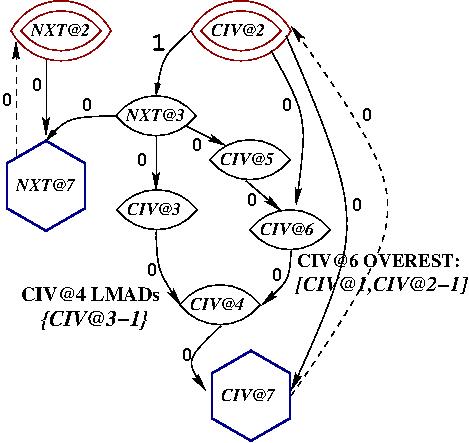 NXT@2
CIV@2
1
0
0
0
0
0
NXT@3
0
0
CIV@5
NXT@7
0
0
CIV@3
CIV@6
CIV@6 OVEREST:
0
0
[CIV@1,CIV@2−1]
CIV@4 LMADs
{CIV@3−1}
CIV@4
0
CIV@7